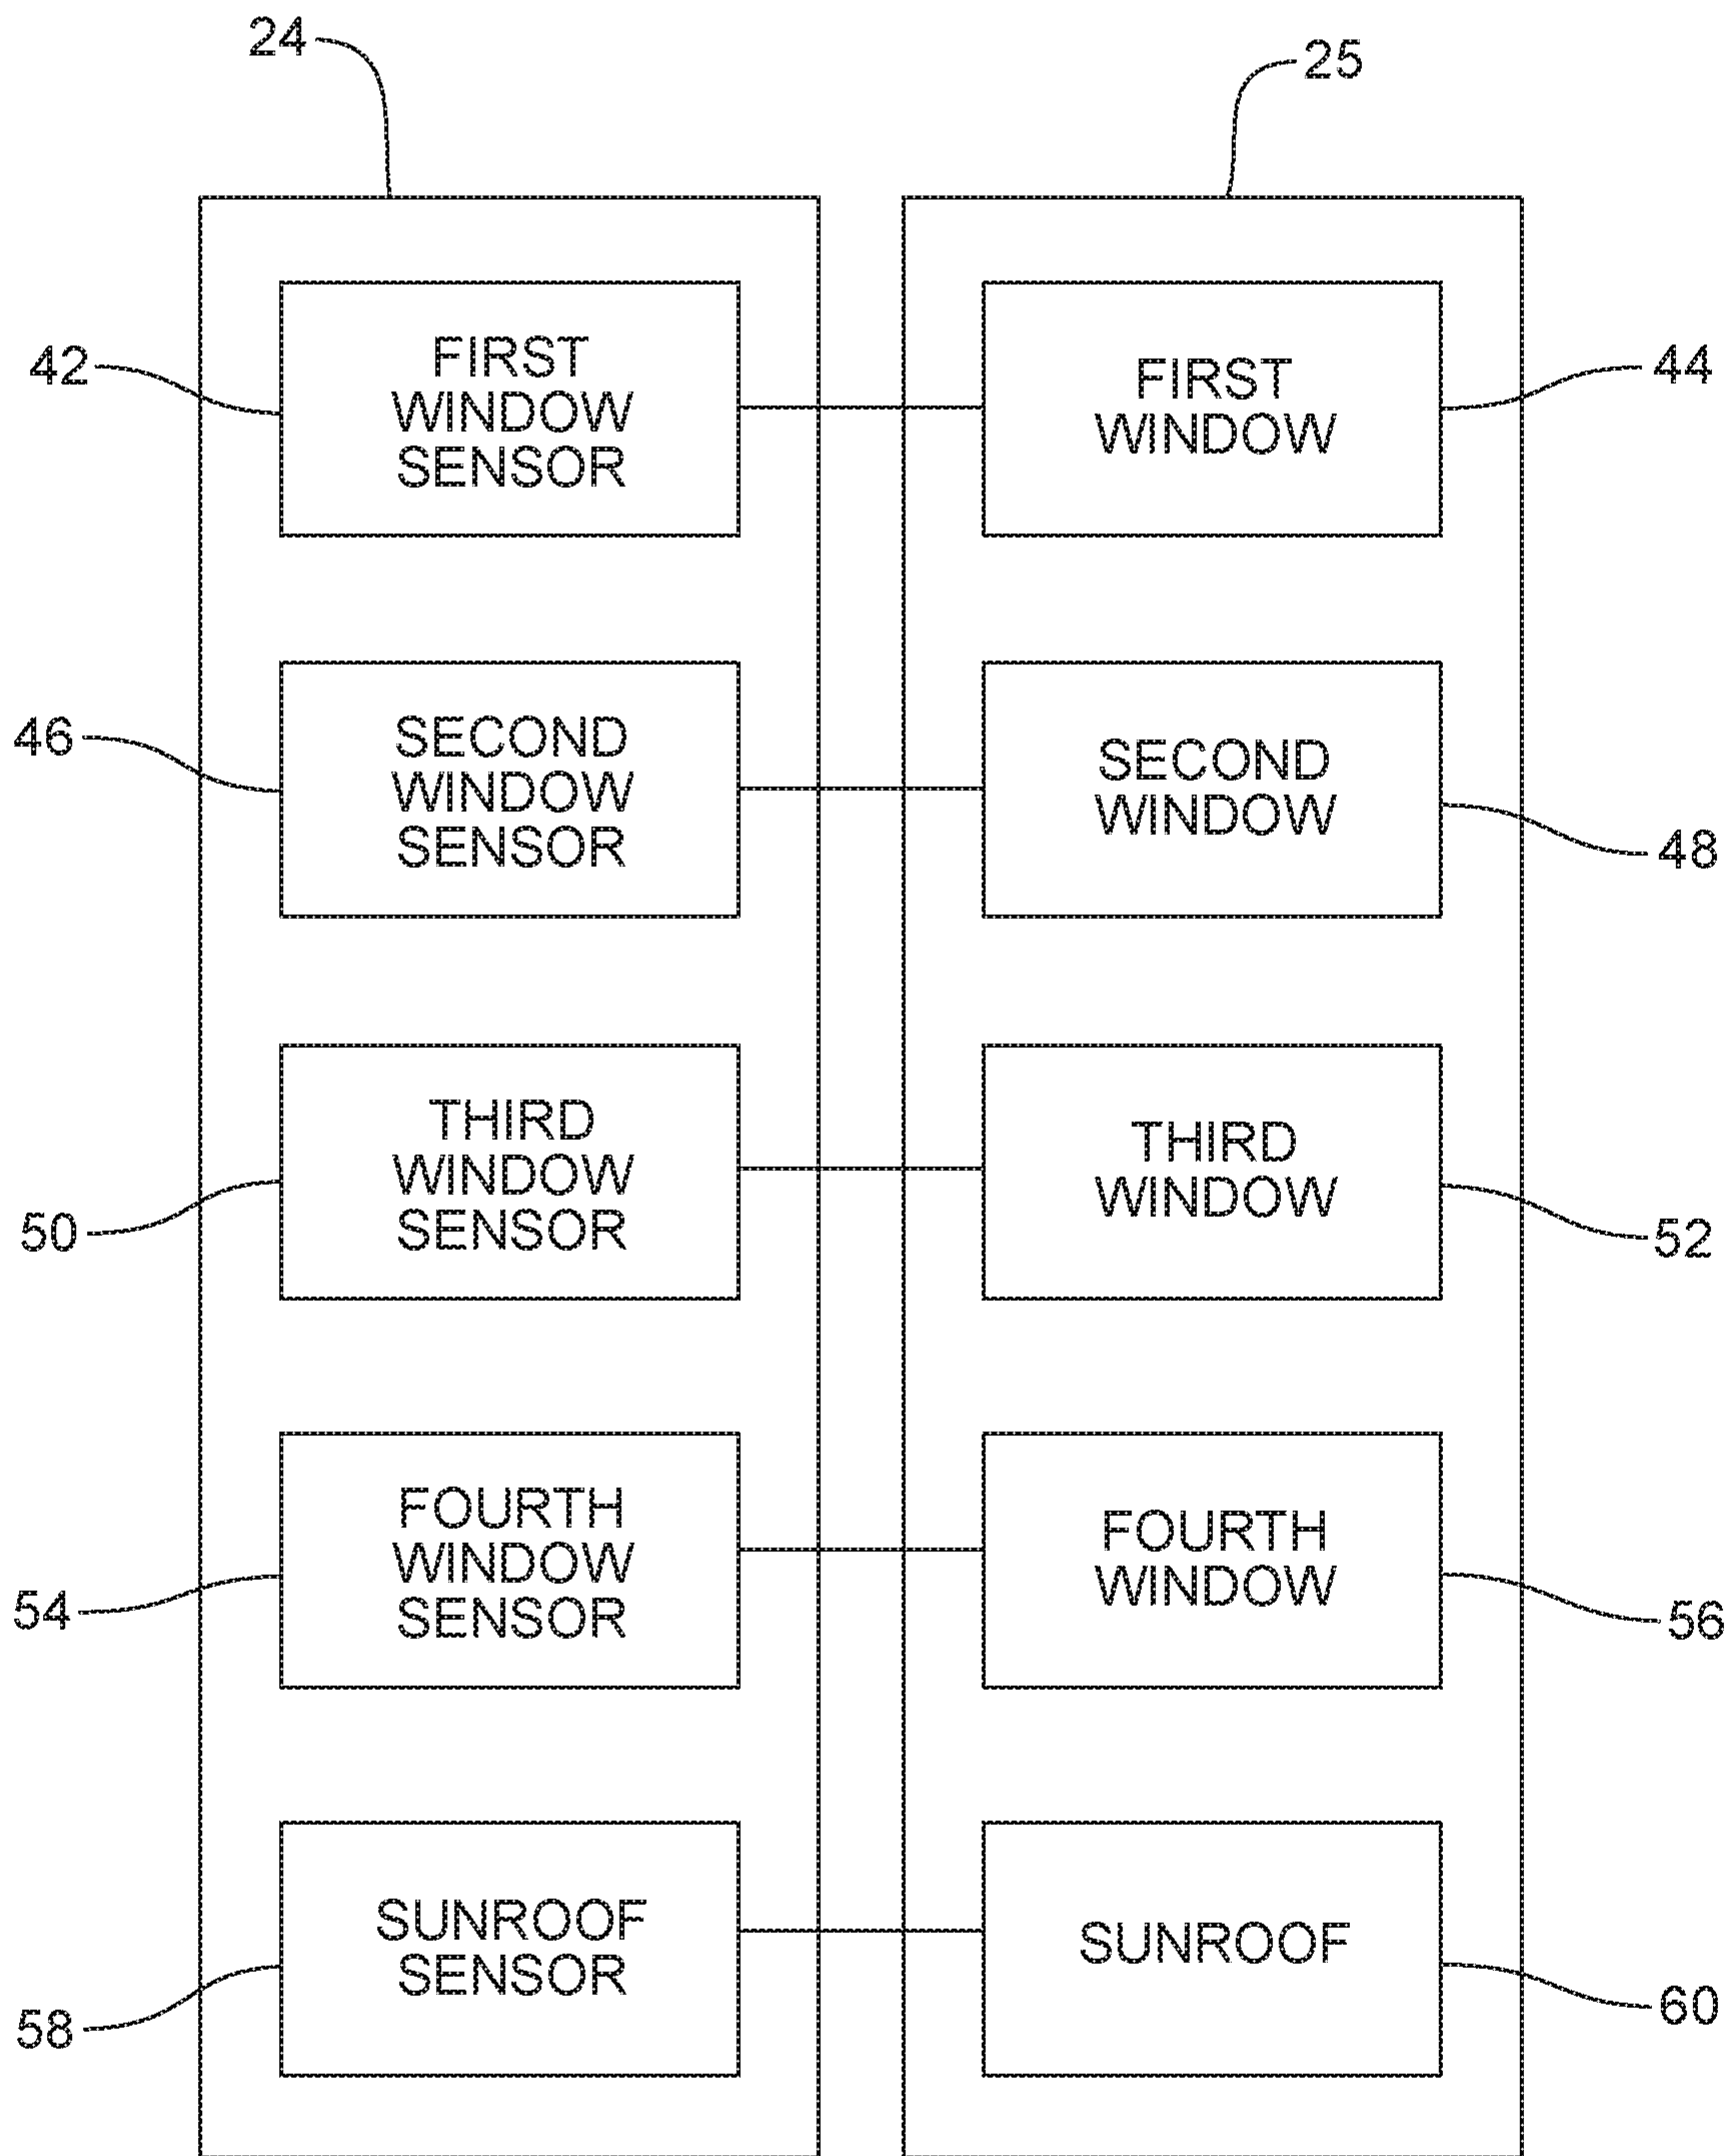 24
25
42
FIRST
WINDOW
SENSOR
FIRST
WINDOW
44
46
SECOND
WINDOW
SENSOR
SECOND
WINDOW
48
50
THIRD
WINDOW
SENSOR
THIRD
WINDOW
52
54
FOURTH
WINDOW
SENSOR
FOURTH
WINDOW
56
58
SUNROOF
SENSOR
SUNROOF
60